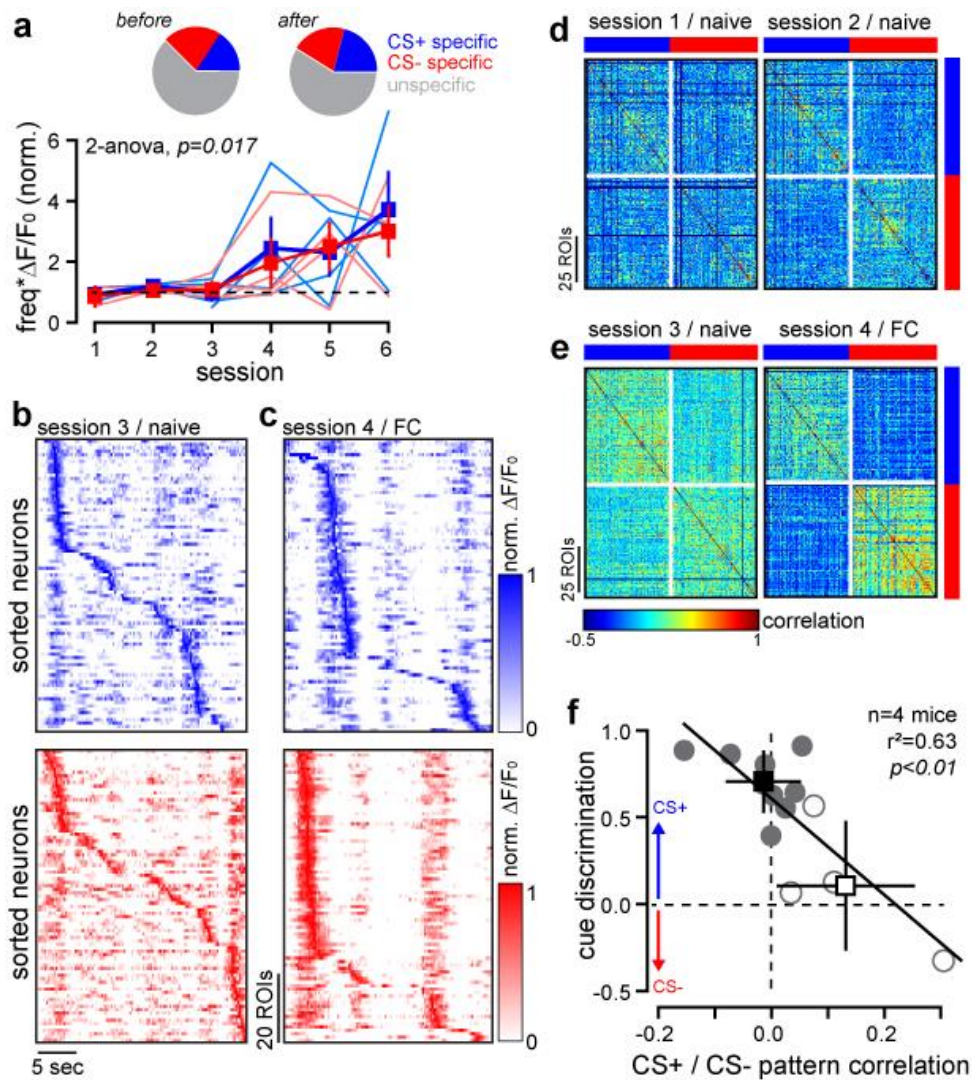 a
before
after
CS+ specific
CS- specific
unspecific
2-anova, p=0.017
freq*ΔF/F₀ (norm.)
6
4
2
0
1 2 3 4 5 6
session
b session 3 / naive
c session 4 / FC
sorted neurons
norm. ΔF/F₀
1
0
sorted neurons
norm. ΔF/F₀
1
0
20 ROIs
5 sec
d session 1 / naive session 2 / naive
25 ROIs
e session 3 / naive session 4 / FC
25 ROIs
-0.5 1 correlation
f
n=4 mice
r²=0.63
p<0.01
cue discrimination
1.0
0.5
0.0
-0.5
CS+
CS-
-0.2 0.0 0.2
CS+ / CS- pattern correlation